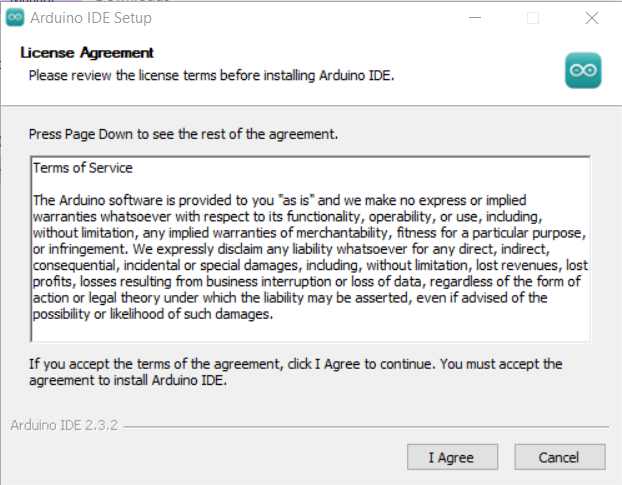 Arduino IDE Setup
License Agreement
Please review the license terms before installing Arduino IDE.
Press Page Down to see the rest of the agreement.
Terms of Service
The Arduino software is provided to you "as is" and we make no express or implied
warranties whatsoever with respect to its functionality, operability, or use, including,
without limitation, any implied warranties of merchantability, fitness for a particular purpose,
or infringement. We expressly disclaim any liability whatsoever for any direct, indirect,
consequential, incidental or special damages, including, without limitation, lost revenues, lost
profits, losses resulting from business interruption or loss of data, regardless of the form of
action or legal theory under which the liability may be asserted, even if advised of the
possibility or likelihood of such damages.
If you accept the terms of the agreement, click I Agree to continue. You must accept the
agreement to install Arduino IDE.
Arduino IDE 2.3.2
I Agree
Cancel